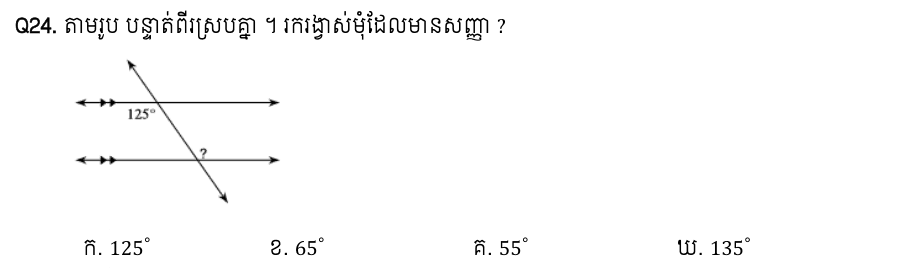 Q24. តាមរូប បន្ទាត់ពីរស្របគ្នា ។ រករង្វាស់មុំដែលមានសញ្ញា ?
125°
?
ក. 125° ខ. 65° គ. 55° ឃ. 135°